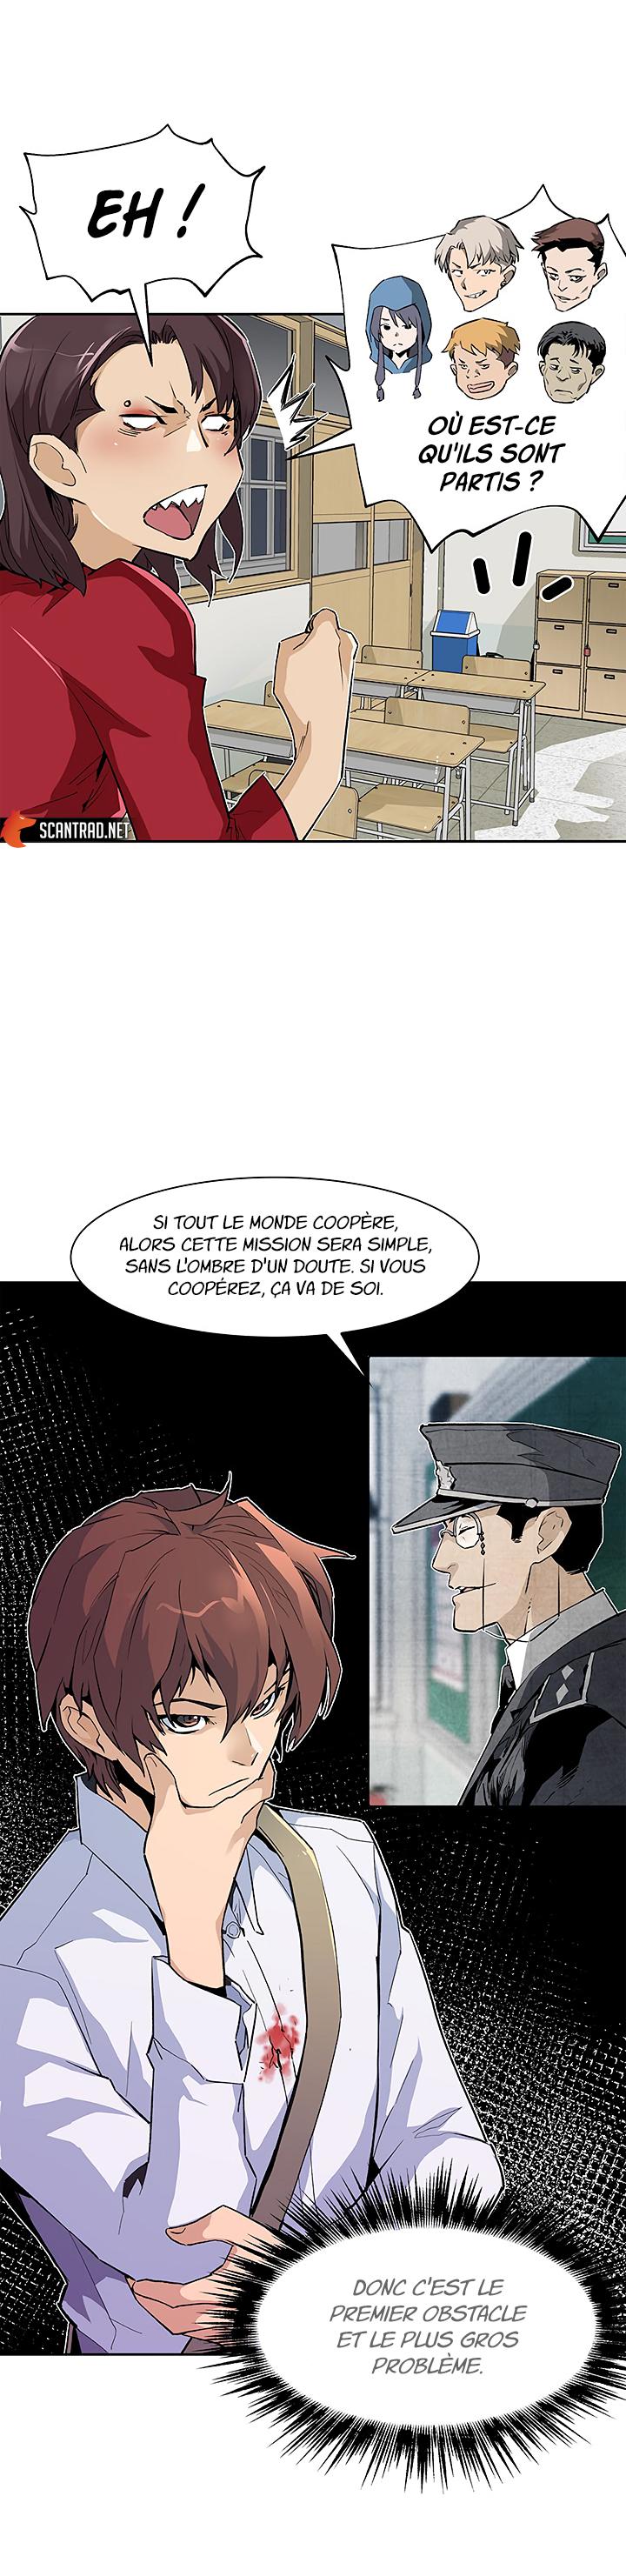 EH !
OÙ EST-CE
QU'ILS SONT
PARTIS ?
SCANTRAD.NET
SI TOUT LE MONDE COOPÈRE,
ALORS CETTE MISSION SERA SIMPLE,
SANS L'OMBRE D'UN DOUTE. SI VOUS
COOPÉREZ, ÇA VA DE SOI.
DONC C'EST LE
PREMIER OBSTACLE
ET LE PLUS GROS
PROBLÈME.